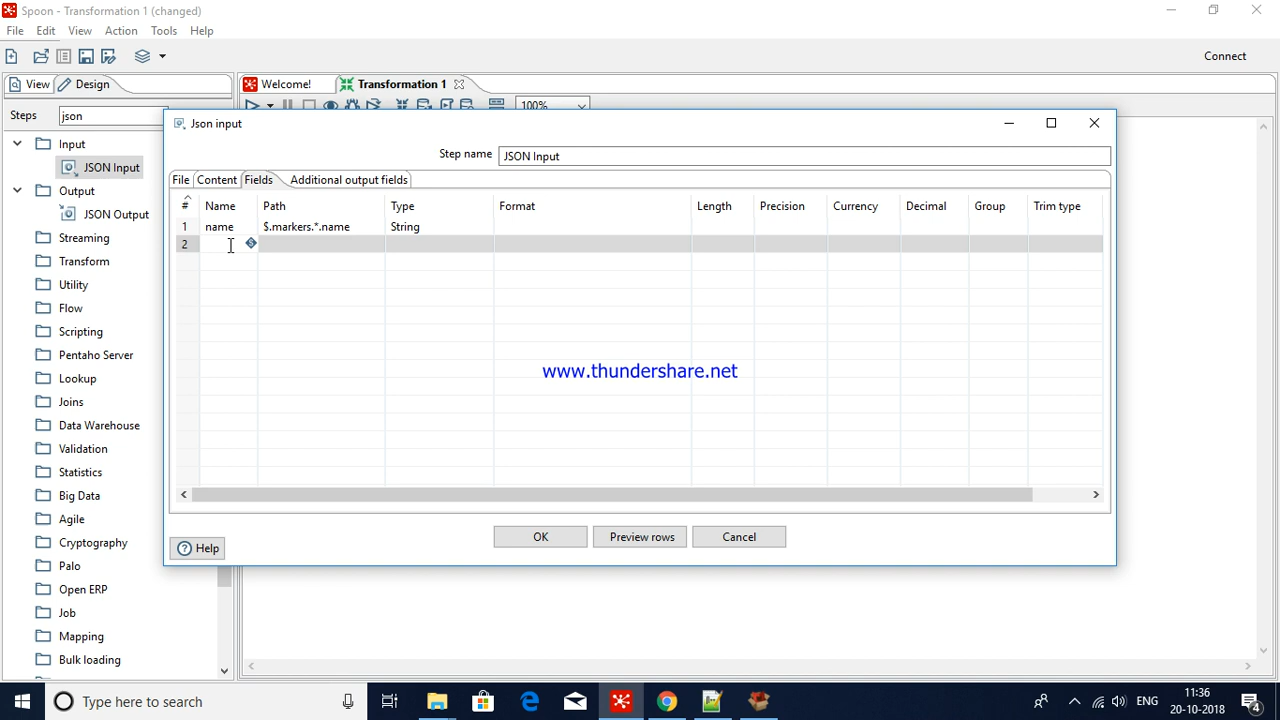 Spoon - Transformation 1 (changed)
File Edit View Action Tools Help
Connect
View Design
Welcome! Transformation 1
Steps json
100%
Input
JSON Input
Output
JSON Output
Streaming
Transform
Utility
Flow
Scripting
Pentaho Server
Lookup
Joins
Data Warehouse
Validation
Statistics
Big Data
Agile
Cryptography
Palo
Open ERP
Job
Mapping
Bulk loading
Json input
Step name JSON Input
File Content Fields Additional output fields
# Name Path Type Format Length Precision Currency Decimal Group Trim type
1 name $.markers.*.name String
2
www.thundershare.net
OK Preview rows Cancel
Help
Type here to search
ENG
11:36
20-10-2018
4